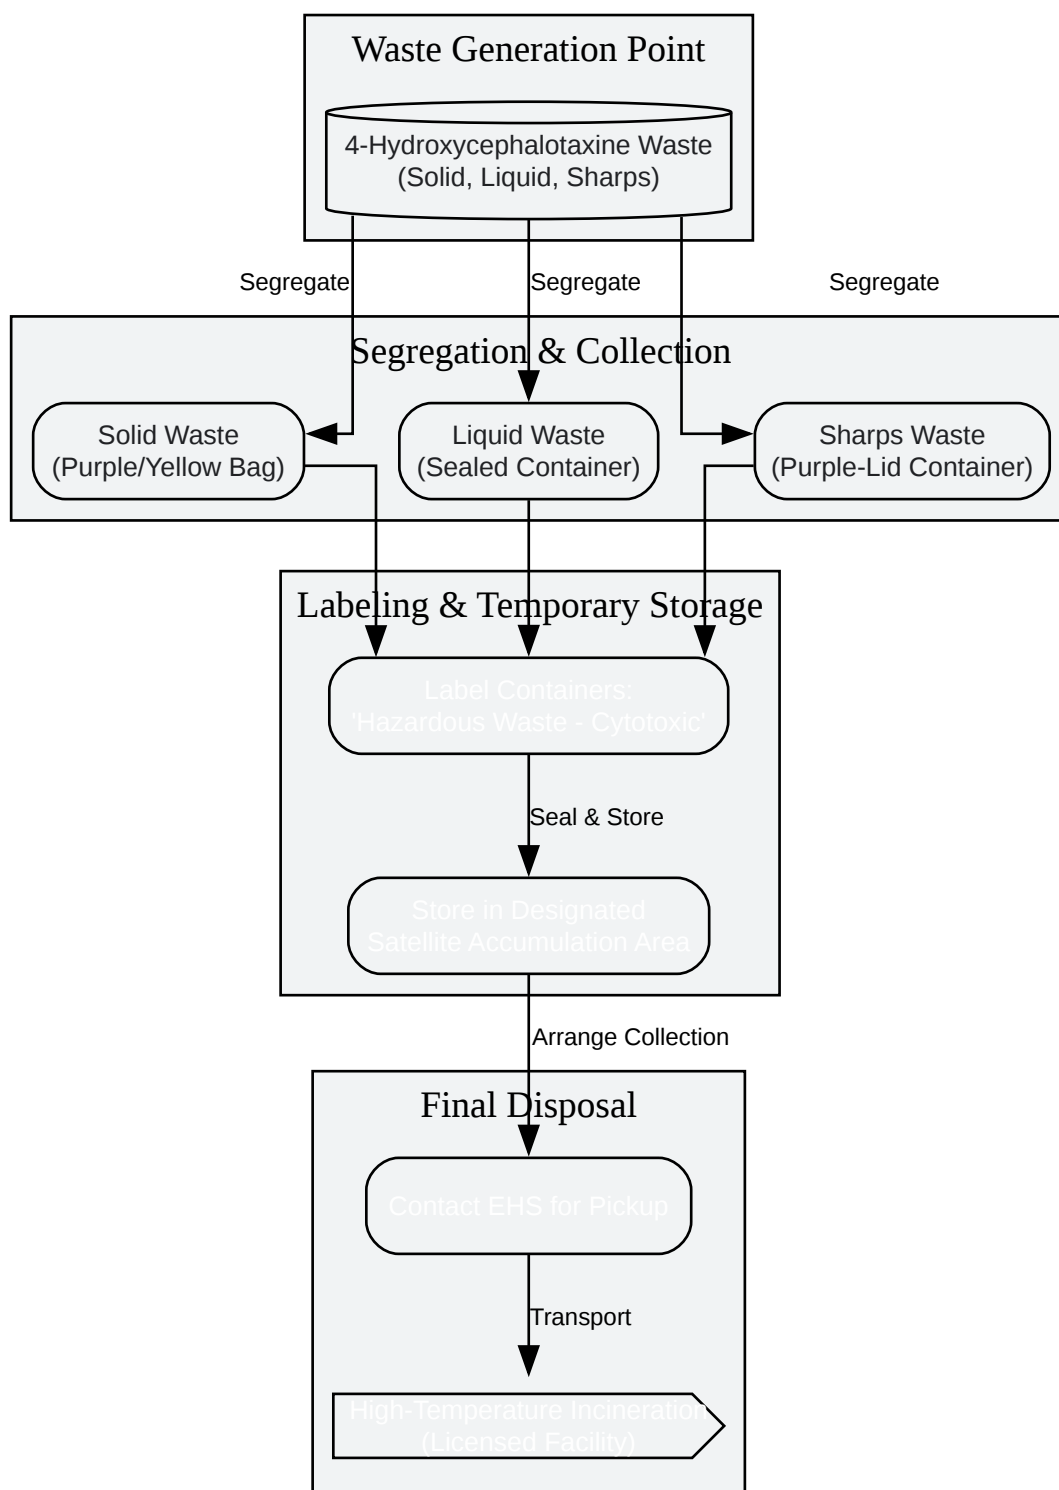 Waste Generation Point
4-Hydroxycephalotaxine Waste
(Solid, Liquid, Sharps)
Segregate
Segregate
Segregate
Segregation & Collection
Solid Waste
(Purple/Yellow Bag)
Liquid Waste
(Sealed Container)
Sharps Waste
(Purple-Lid Container)
Labeling & Temporary Storage
Label Containers:
'Hazardous Waste - Cytotoxic'
Seal & Store
Store in Designated
Satellite Accumulation Area
Arrange Collection
Final Disposal
Contact EHS for Pickup
Transport
High-Temperature Incineration
(Licensed Facility)